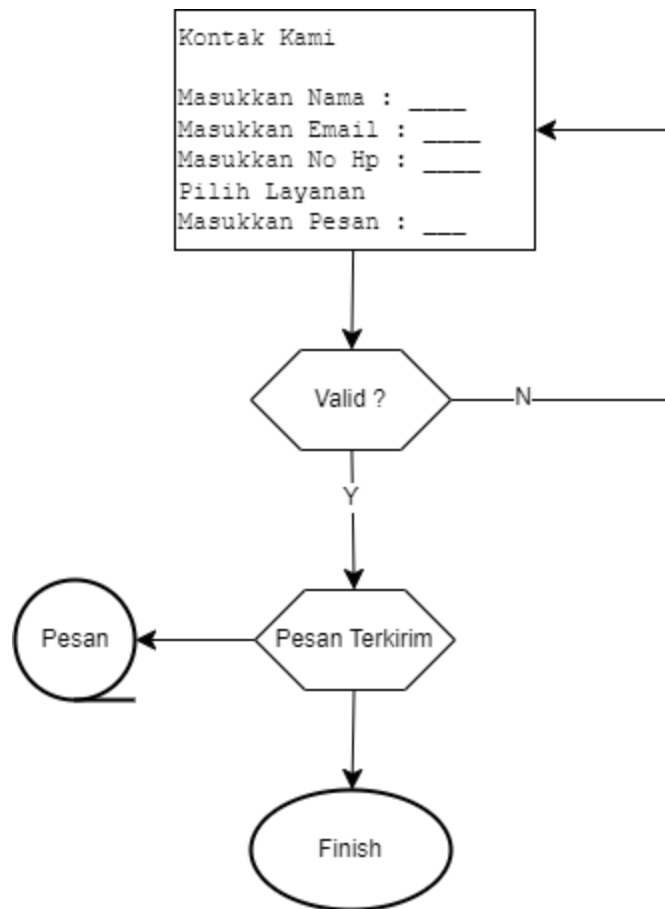 Kontak Kami
Masukkan Nama : ____
Masukkan Email : ____
Masukkan No Hp : ____
Pilih Layanan
Masukkan Pesan : ___
Valid ?
N
Y
Pesan
Pesan Terkirim
Finish